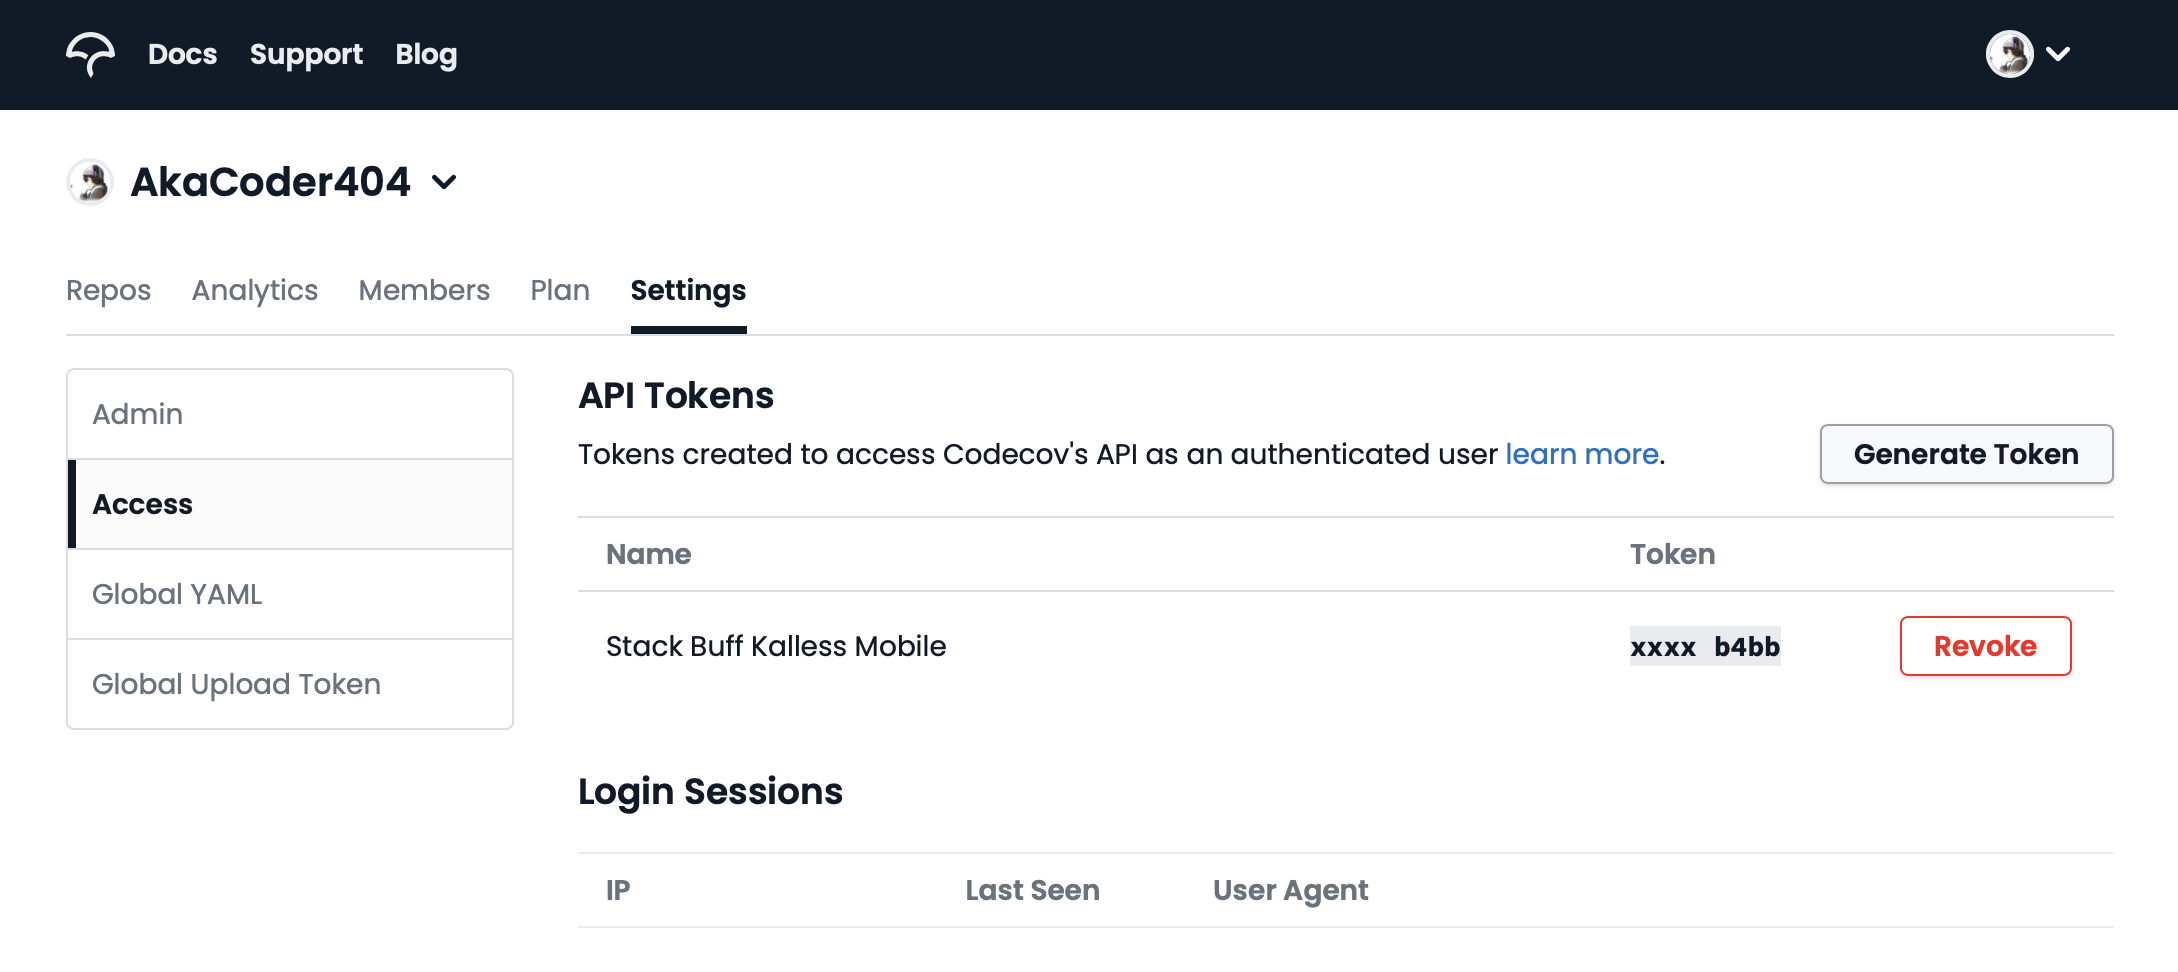 Docs Support Blog
AkaCoder404
Repos Analytics Members Plan Settings
Admin
Access
Global YAML
Global Upload Token
API Tokens
Tokens created to access Codecov's API as an authenticated user learn more.
Generate Token
Name Token
Stack Buff Kalless Mobile xxxx b4bb Revoke
Login Sessions
IP Last Seen User Agent